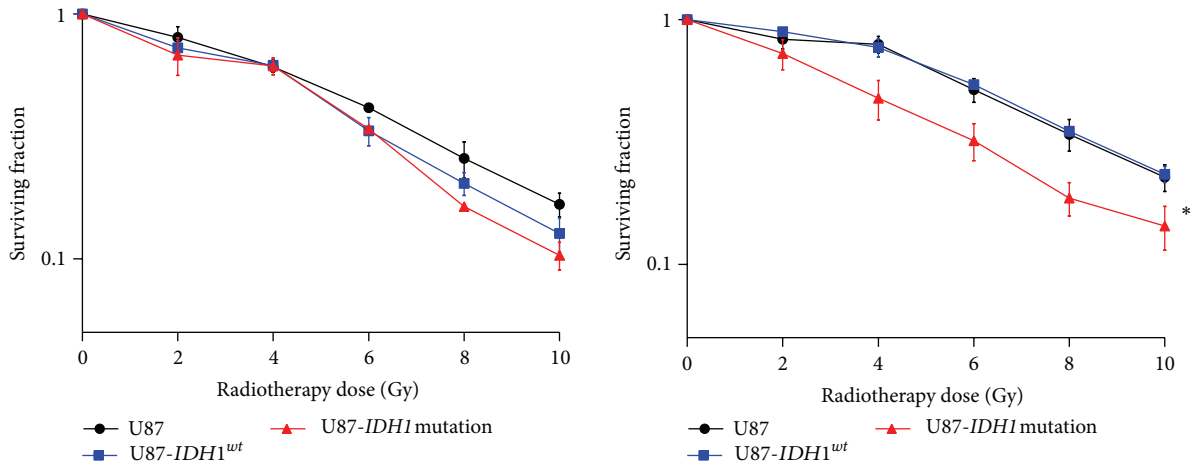 1
0.1
Surviving fraction
0 2 4 6 8 10
Radiotherapy dose (Gy)
U87
U87-IDH1 mutation
U87-IDH1wt
1
0.1
Surviving fraction
*
0 2 4 6 8 10
Radiotherapy dose (Gy)
U87
U87-IDH1 mutation
U87-IDH1wt